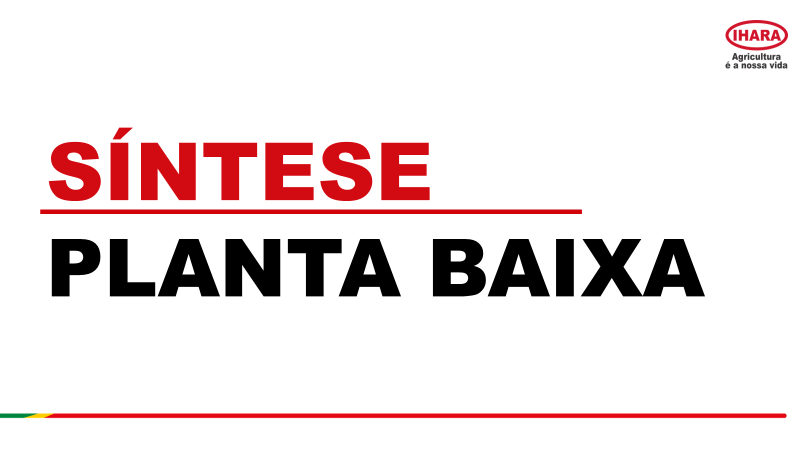 IHARA
Agricultura
é a nossa vida
SÍNTESE
PLANTA BAIXA